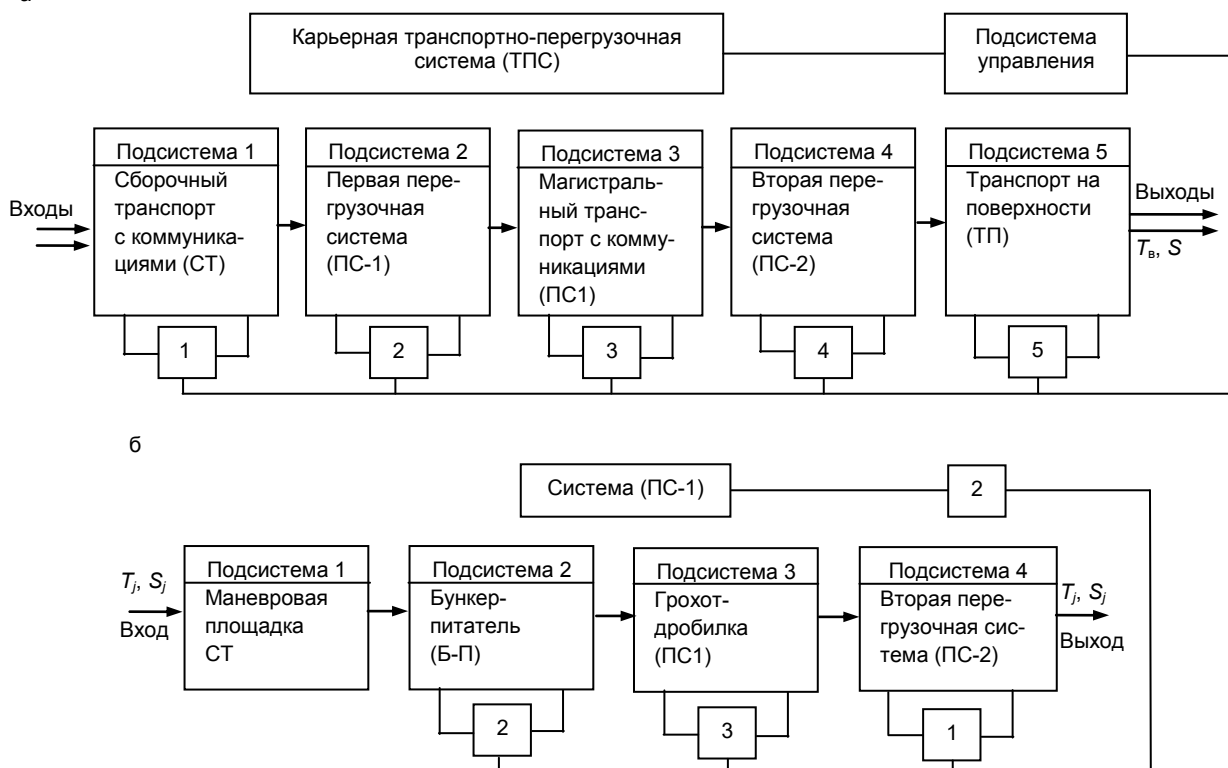 Карьерная транспортно-перегрузочная
система (ТПС)
Подсистема
управления
Входы
Подсистема 1
Сборочный
транспорт
с коммуника-
циями (СТ)
Подсистема 2
Первая пере-
грузочная
система
(ПС-1)
Подсистема 3
Магистраль-
ный транс-
порт с комму-
никациями
(ПС1)
Подсистема 4
Вторая пере-
грузочная
система
(ПС-2)
Подсистема 5
Транспорт на
поверхности
(ТП)
Выходы
Tв, S
1
2
3
4
5
б
Система (ПС-1)
2
Tj, Sj
Вход
Подсистема 1
Маневровая
площадка
СТ
Подсистема 2
Бункер-
питатель
(Б-П)
Подсистема 3
Грохот-
дробилка
(ПС1)
Подсистема 4
Вторая пере-
грузочная сис-
тема (ПС-2)
Tj, Sj
Выход
2
3
1